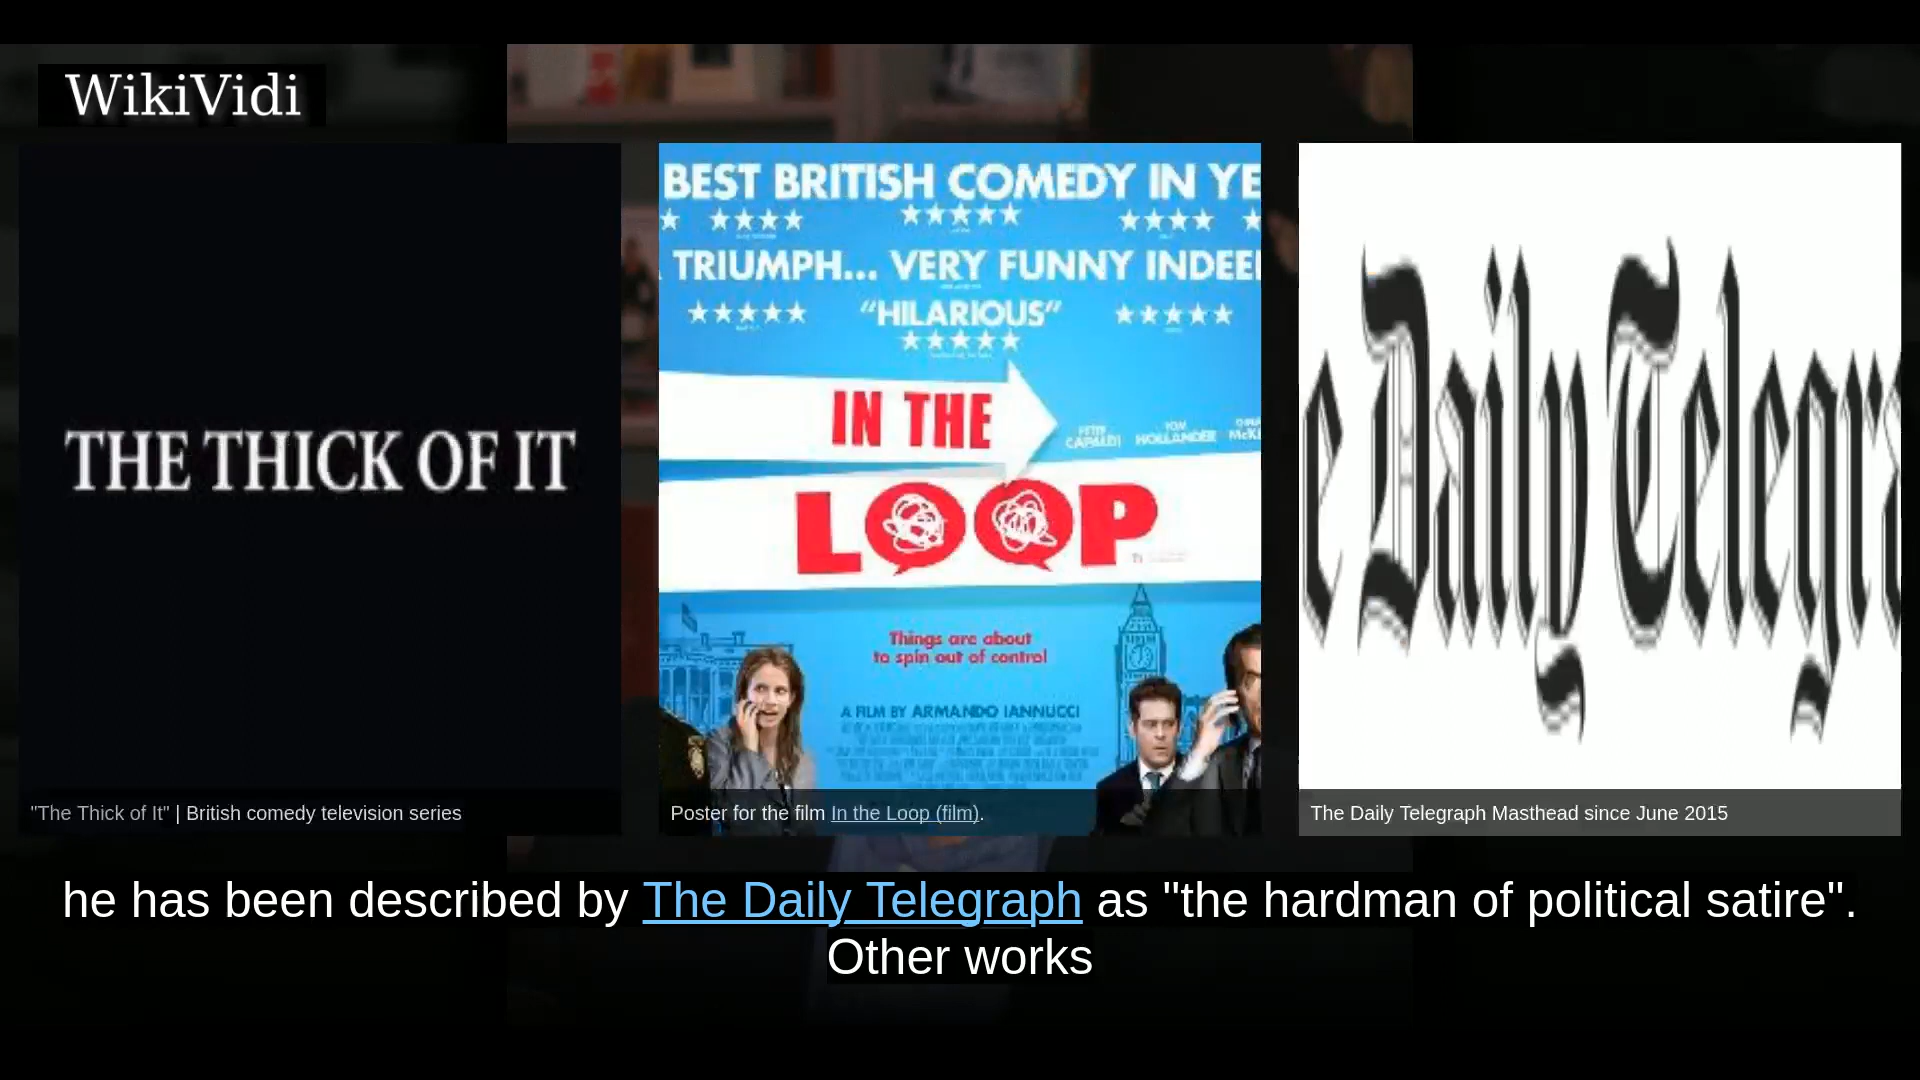 WikiVidi
THE THICK OF IT
"The Thick of It" | British comedy television series
BEST BRITISH COMEDY IN YE
TRIUMPH... VERY FUNNY INDEE
“HILARIOUS”
IN THE
PETER CAPALDI
TOM HOLLANDER
LOOP
Things are about
to spin out of control
A FILM BY ARMANDO IANNUCCI
Poster for the film In the Loop (film).
e Daily Telegra
The Daily Telegraph Masthead since June 2015
he has been described by The Daily Telegraph as "the hardman of political satire".
Other works